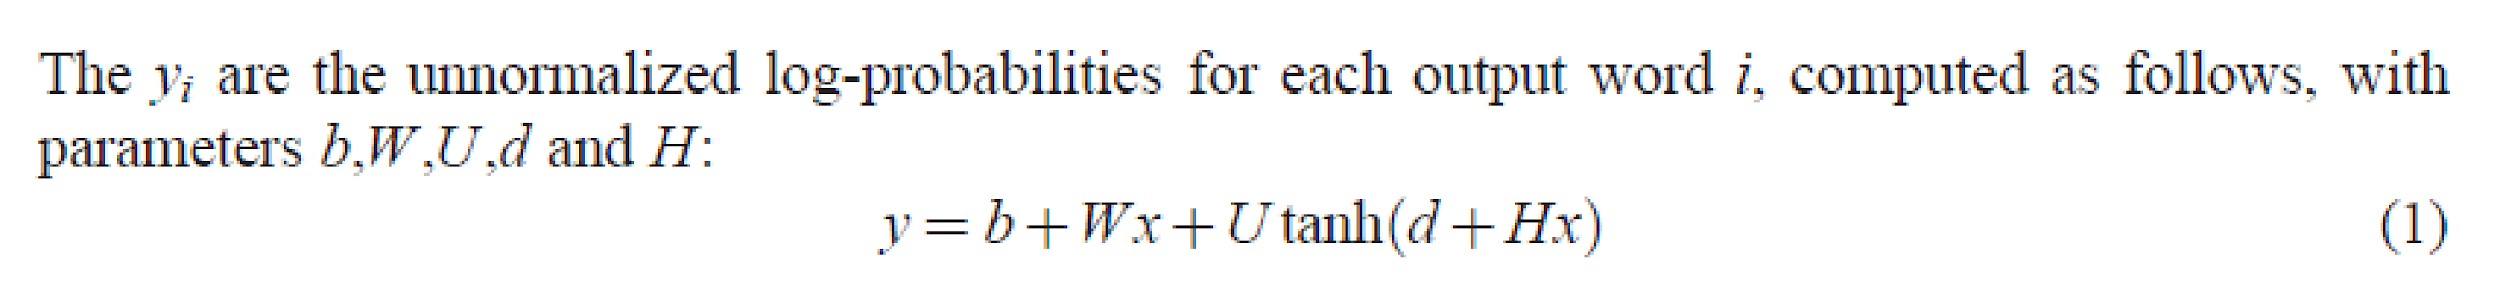 The yi are the unnormalized log-probabilities for each output word i, computed as follows, with
parameters b,W,U,d and H:
y = b + Wx + U tanh(d + Hx) (1)